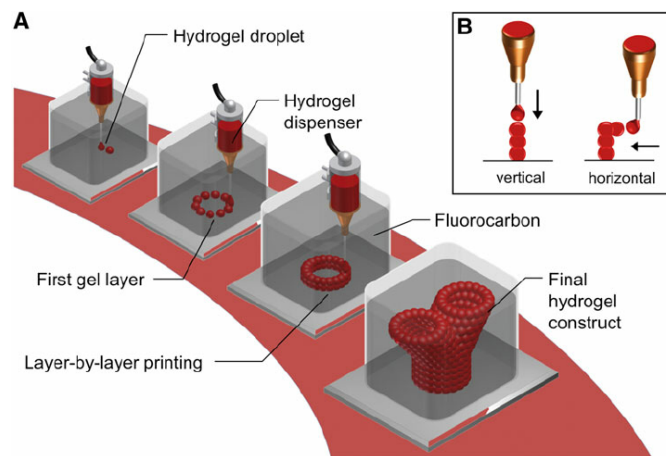 A
Hydrogel droplet
Hydrogel
dispenser
Fluorocarbon
First gel layer
Final
hydrogel
construct
Layer-by-layer printing
B
vertical
horizontal